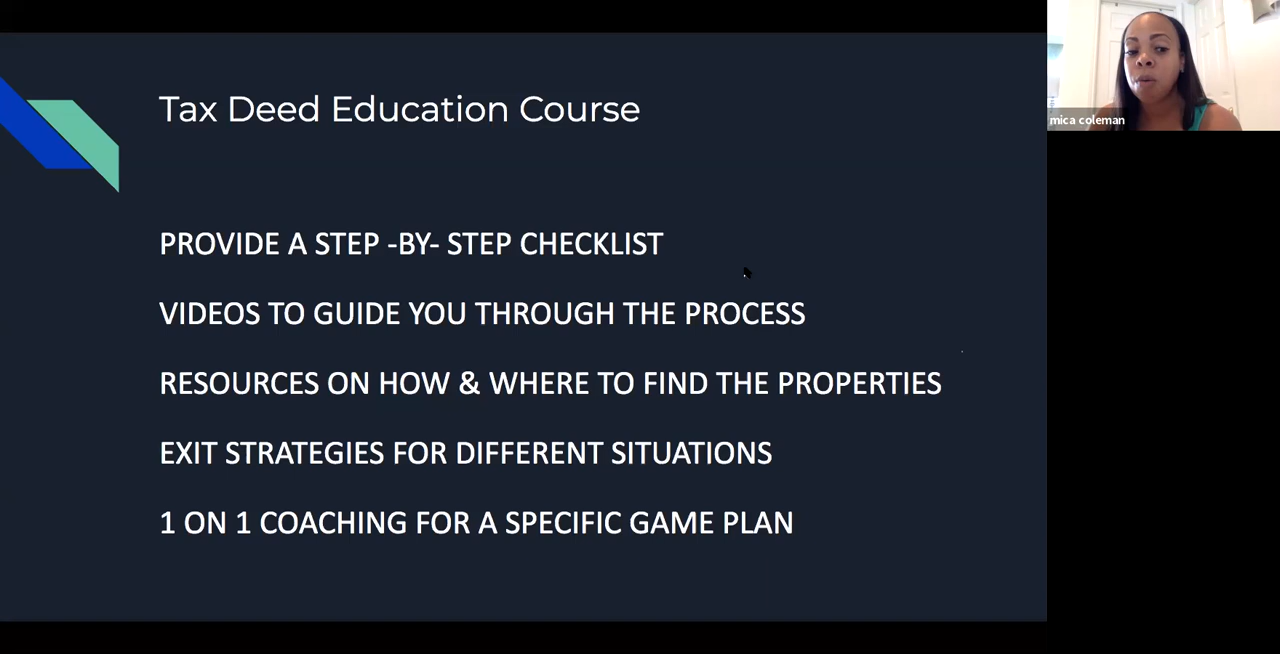 Tax Deed Education Course
mica coleman
PROVIDE A STEP -BY- STEP CHECKLIST
VIDEOS TO GUIDE YOU THROUGH THE PROCESS
RESOURCES ON HOW & WHERE TO FIND THE PROPERTIES
EXIT STRATEGIES FOR DIFFERENT SITUATIONS
1 ON 1 COACHING FOR A SPECIFIC GAME PLAN